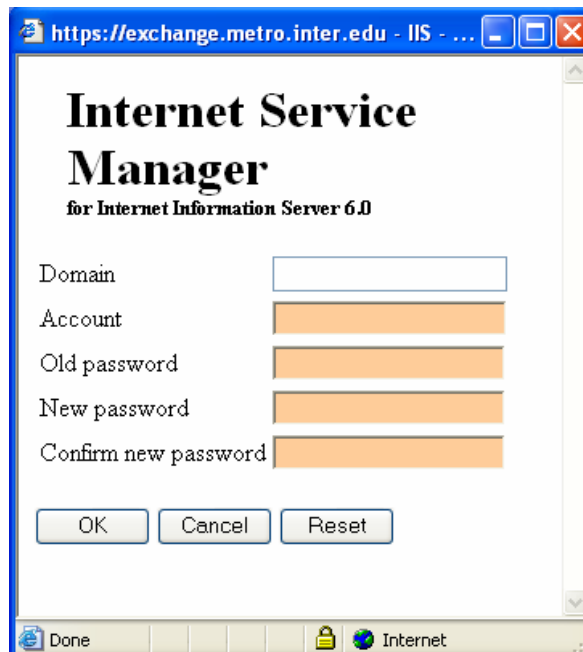 https://exchange.metro.inter.edu - IIS - ...
Internet Service
Manager
for Internet Information Server 6.0
Domain
Account
Old password
New password
Confirm new password
OK Cancel Reset
Done Internet